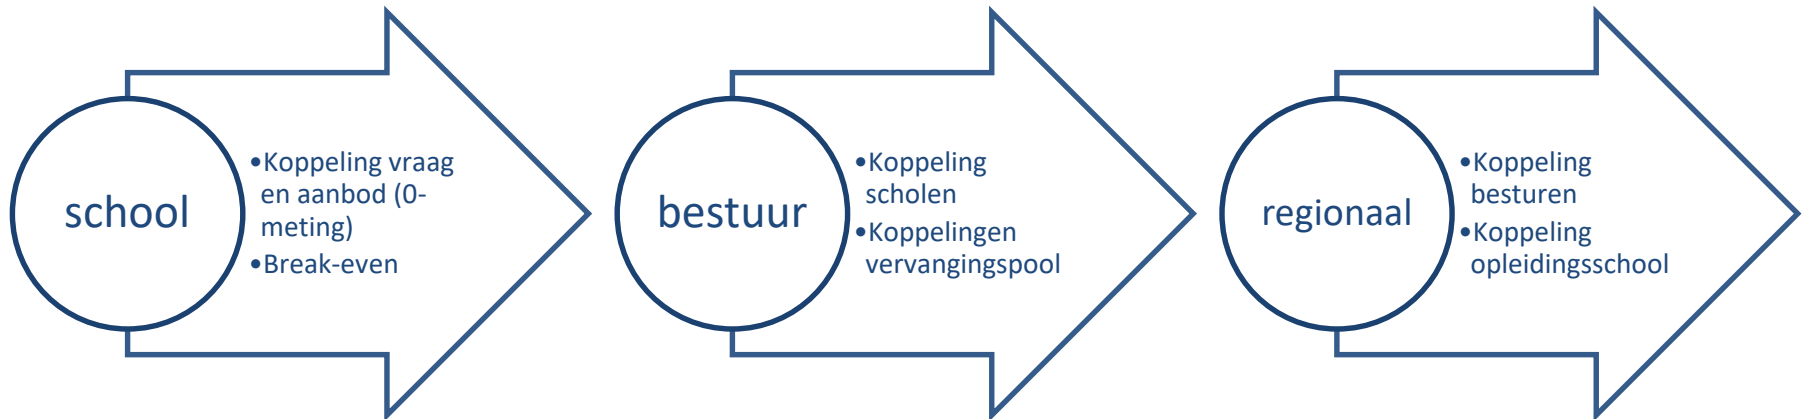 school
•Koppeling vraag
en aanbod (0-
meting)
•Break-even
bestuur
•Koppeling
scholen
•Koppelingen
vervangingspool
regionaal
•Koppeling
besturen
•Koppeling
opleidingsschool